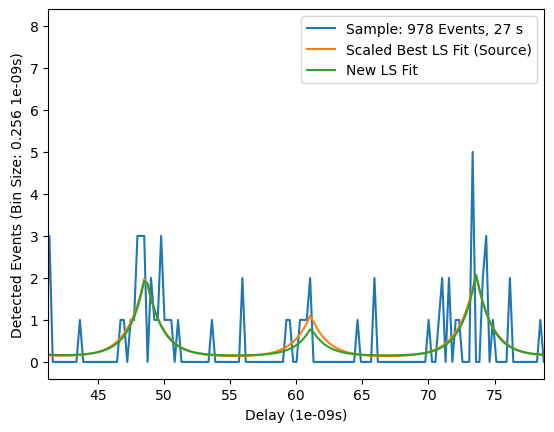 Sample: 978 Events, 27 s
Scaled Best LS Fit (Source)
New LS Fit
Detected Events (Bin Size: 0.256 1e-09s)
8
7
6
5
4
3
2
1
0
45 50 55 60 65 70 75
Delay (1e-09s)